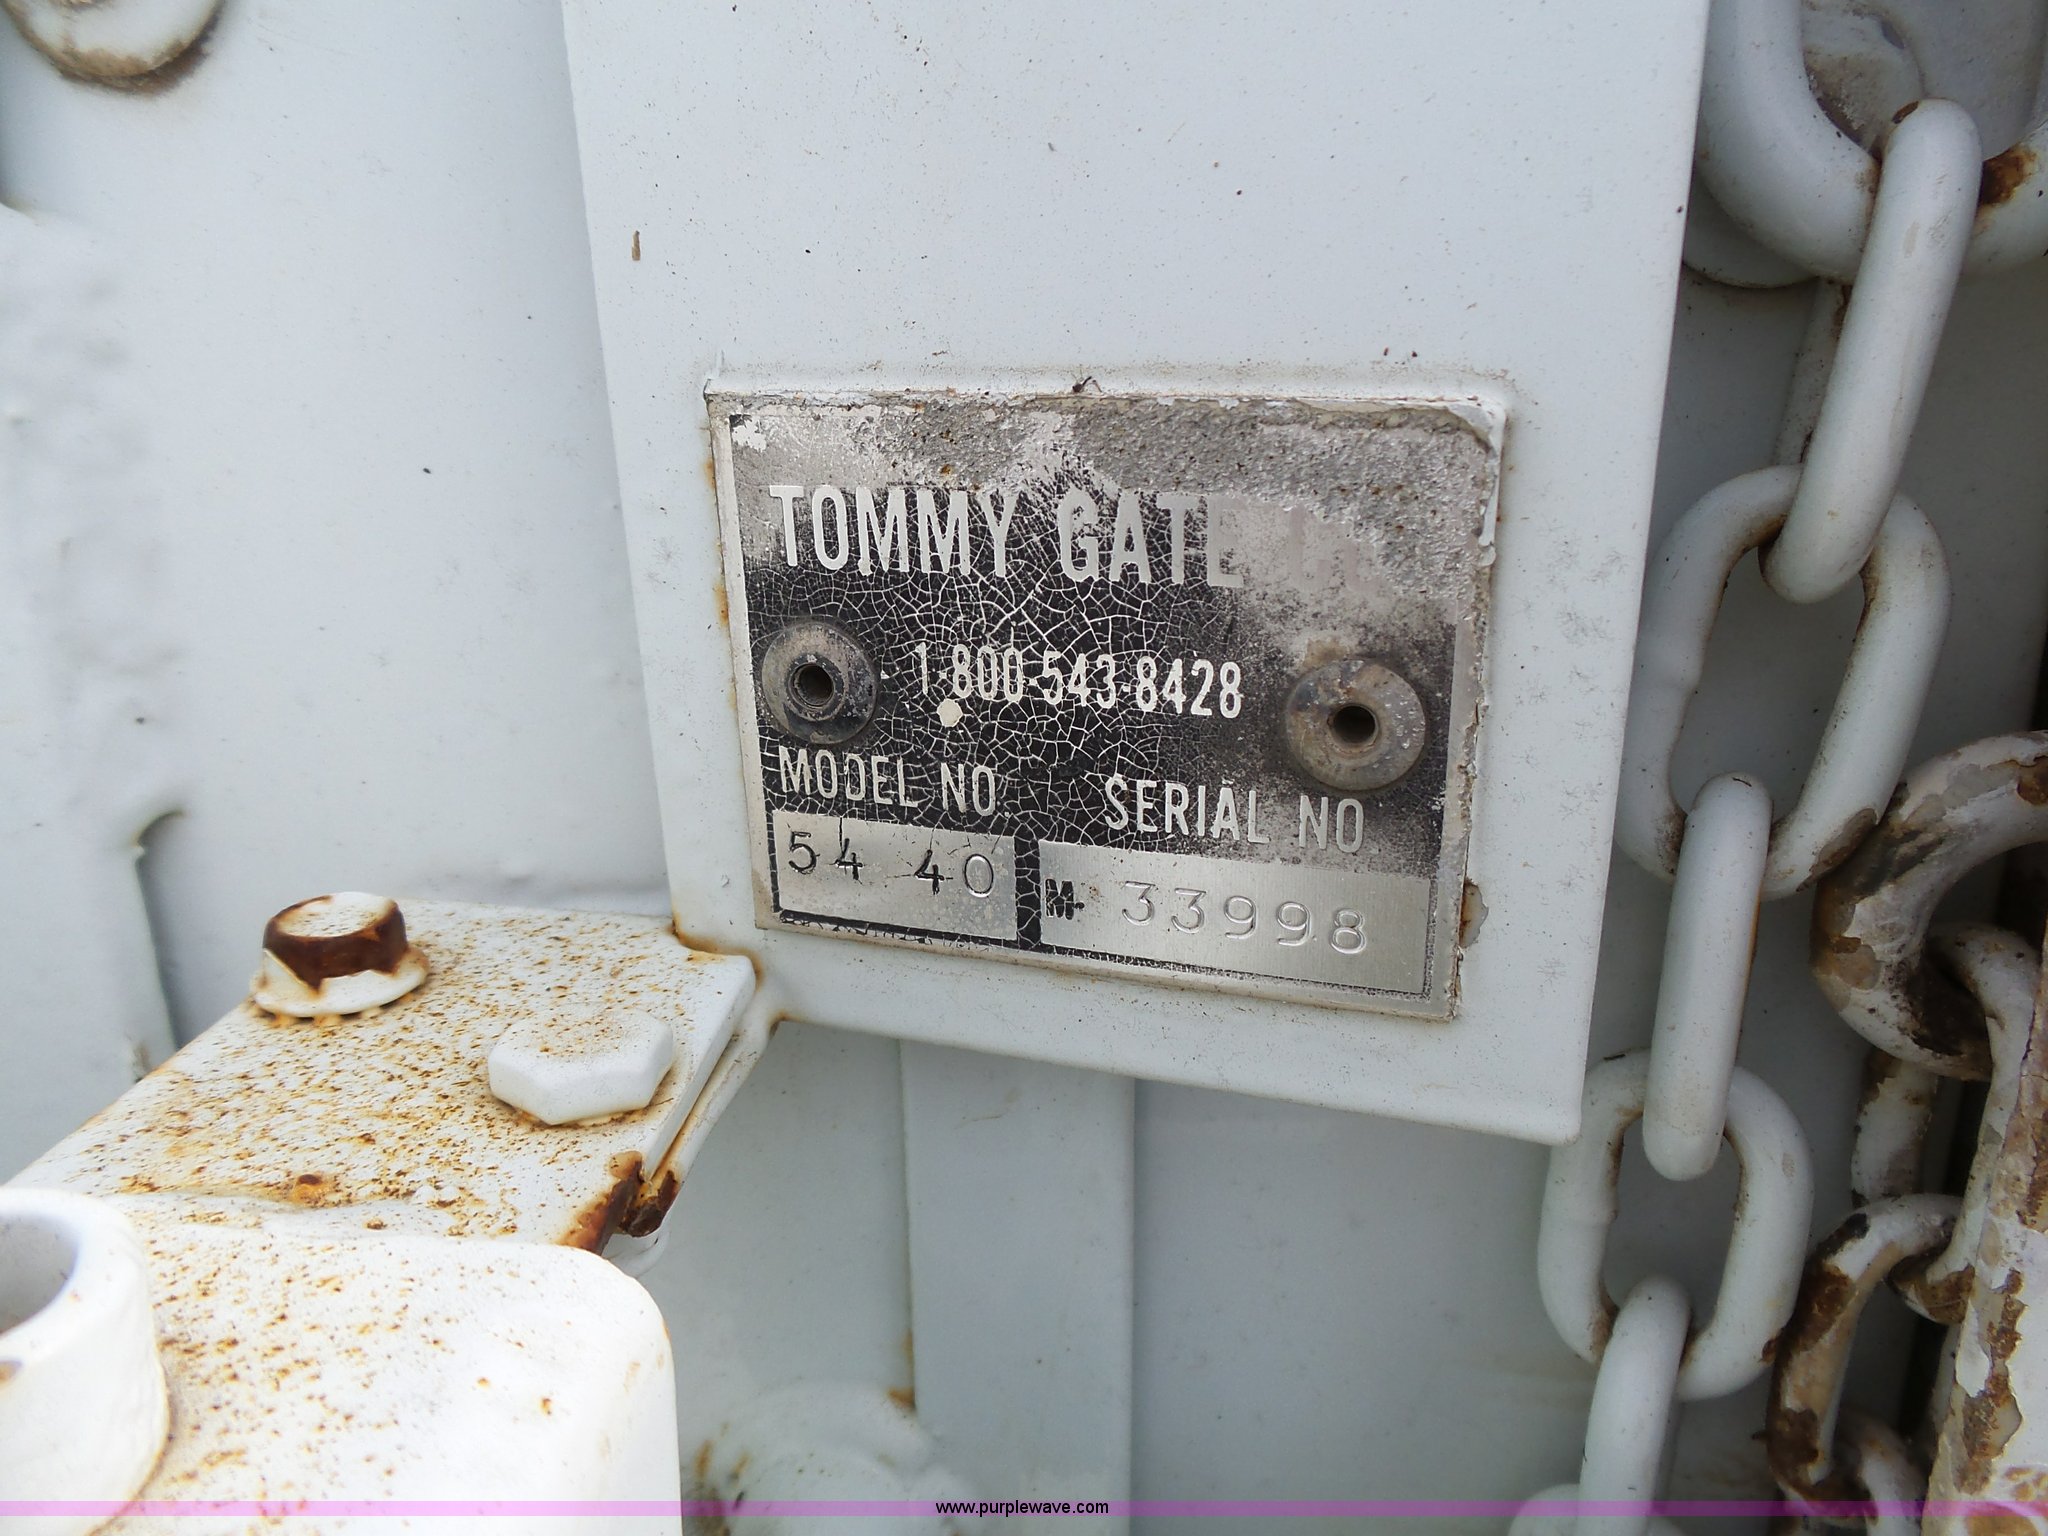 TOMMY GATE
1-800-543-8428
MODEL NO. SERIAL NO.
54 40 M- 33998
www.purplewave.com